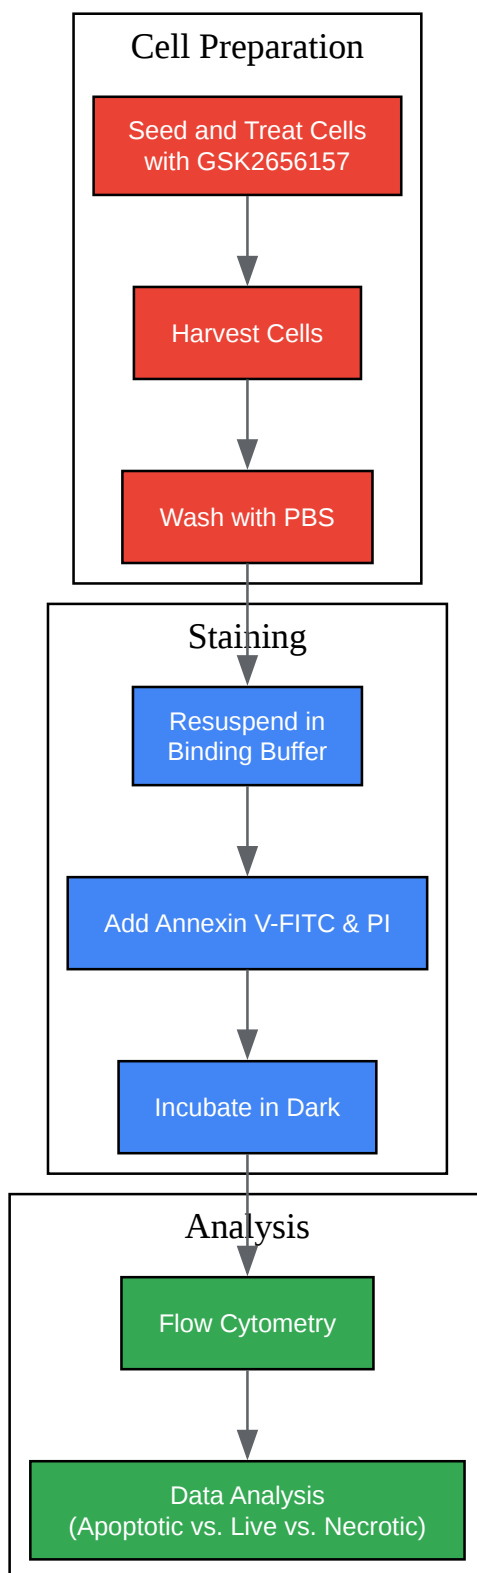 Cell Preparation
Seed and Treat Cells
with GSK2656157
Harvest Cells
Wash with PBS
Staining
Resuspend in
Binding Buffer
Add Annexin V-FITC & PI
Incubate in Dark
Analysis
Flow Cytometry
Data Analysis
(Apoptotic vs. Live vs. Necrotic)